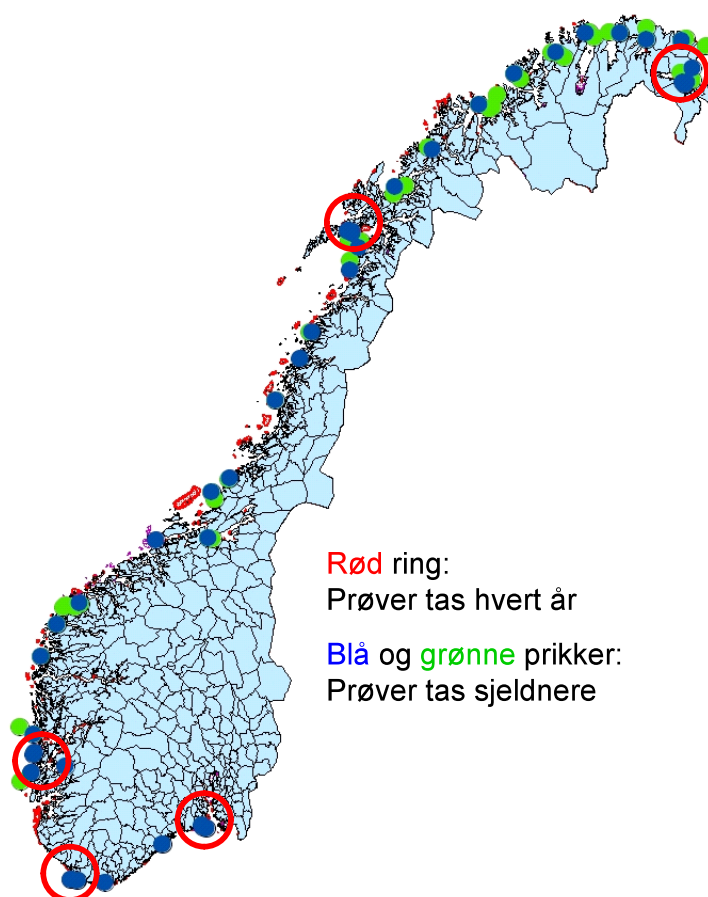 Rød ring:
Prøver tas hvert år
Blå og grønne prikker:
Prøver tas sjeldnere